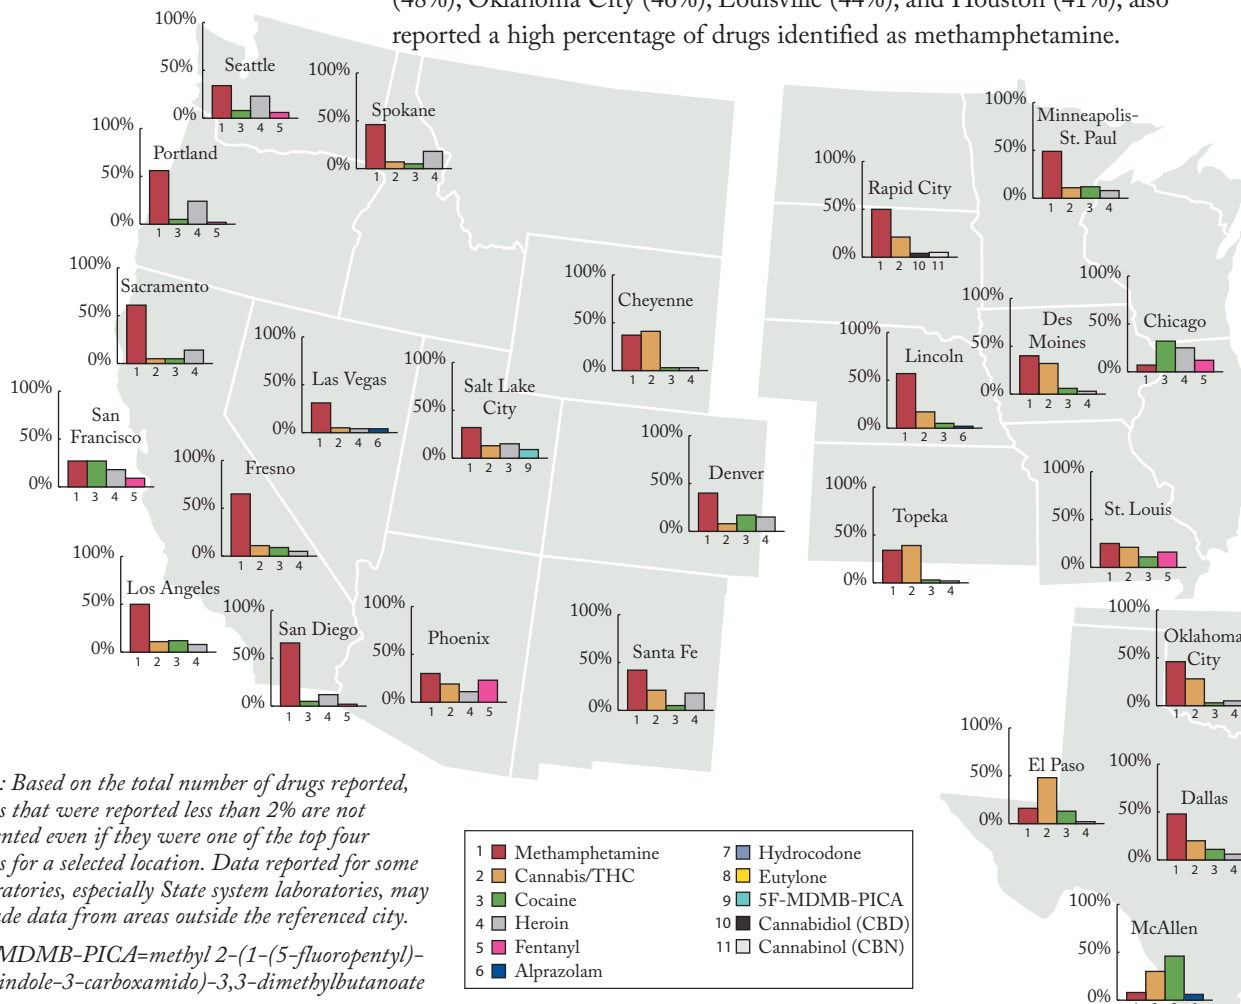 (48%), Oklahoma City (46%), Louisville (44%), and Houston (41%), also
reported a high percentage of drugs identified as methamphetamine.
100%
50%
0%
Seattle
1 3 4 5
100%
50%
0%
Spokane
1 2 3 4
100%
50%
0%
Portland
1 3 4 5
100%
50%
0%
Minneapolis-
St. Paul
1 2 3 4
100%
50%
0%
Rapid City
1 2 10 11
100%
50%
0%
Sacramento
1 2 3 4
100%
50%
0%
Cheyenne
1 2 3 4
100%
50%
0%
Chicago
1 3 4 5
100%
50%
0%
Des
Moines
1 2 3 4
100%
50%
0%
Las Vegas
1 2 4 6
100%
50%
0%
Salt Lake
City
1 2 3 9
100%
50%
0%
Lincoln
1 2 3 6
100%
50%
0%
San
Francisco
1 3 4 5
100%
50%
0%
Fresno
1 2 3 4
100%
50%
0%
Denver
1 2 3 4
100%
50%
0%
Topeka
1 2 3 4
100%
50%
0%
St. Louis
1 2 3 5
100%
50%
0%
Los Angeles
1 2 3 4
100%
50%
0%
San Diego
1 3 4 5
100%
50%
0%
Phoenix
1 2 4 5
100%
50%
0%
Santa Fe
1 2 3 4
100%
50%
0%
Oklahoma
City
1 2 3 4
100%
50%
0%
El Paso
1 2 3 4
100%
50%
0%
Dallas
1 2 3 4
100%
50%
0%
McAllen
: Based on the total number of drugs reported,
s that were reported less than 2% are not
nted even if they were one of the top four
s for a selected location. Data reported for some
ratories, especially State system laboratories, may
de data from areas outside the referenced city.
MDMB-PICA=methyl 2-(1-(5-fluoropentyl)-
indole-3-carboxamido)-3,3-dimethylbutanoate
1 Methamphetamine
2 Cannabis/THC
3 Cocaine
4 Heroin
5 Fentanyl
6 Alprazolam
7 Hydrocodone
8 Eutylone
9 5F-MDMB-PICA
10 Cannabidiol (CBD)
11 Cannabinol (CBN)